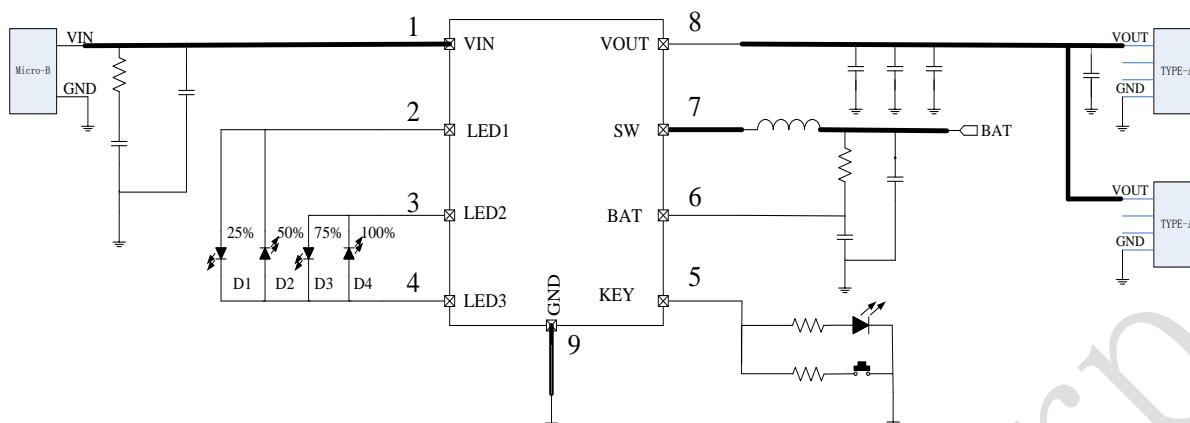 1
8
VIN
VIN
VOUT
VOUT
Micro-B
GND
TYPE-A
GND
2
7
LED1
SW
BAT
3
6
LED2
BAT
VOUT
TYPE-A
GND
25%
50%
75%
100%
D1
D2
D3
D4
4
5
LED3
GND
KEY
9